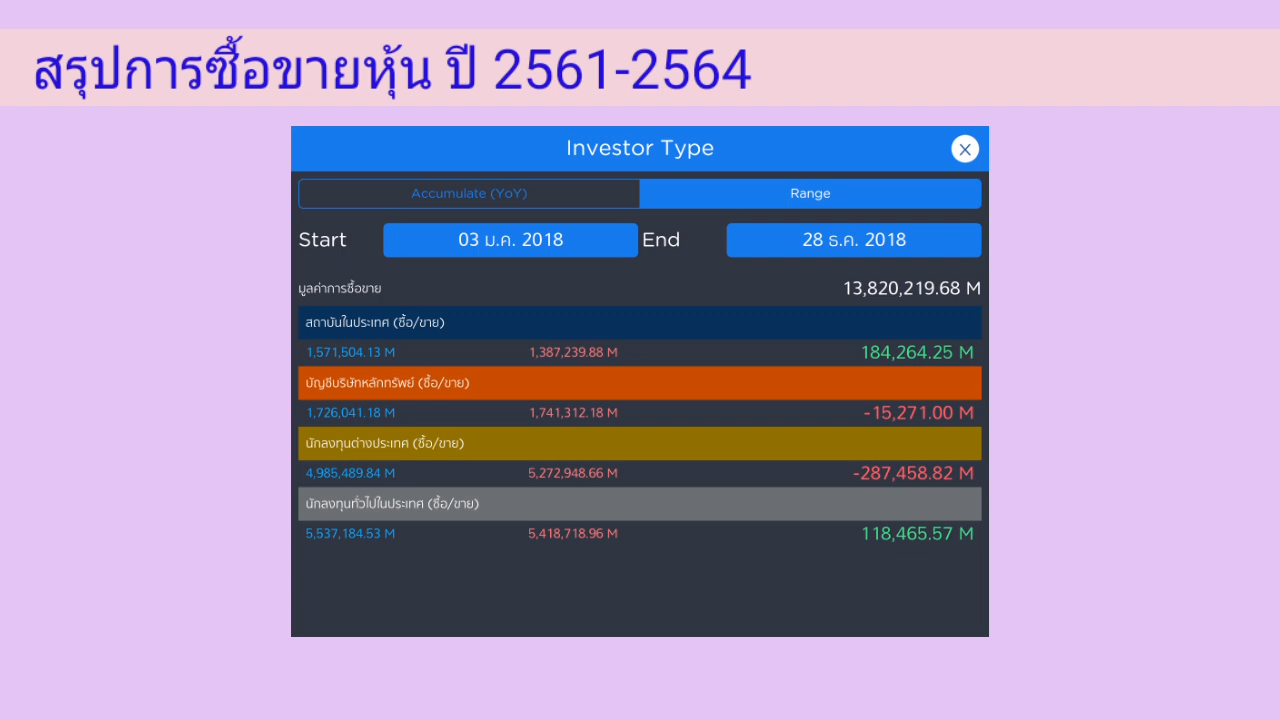 สรุปการซื้อขายหุ้น ปี 2561-2564
Investor Type
Accumulate (YoY) Range
Start 03 ม.ค. 2018 End 28 ธ.ค. 2018
มูลค่าการซื้อขาย 13,820,219.68 M
สถาบันในประเทศ (ซื้อ/ขาย)
1,571,504.13 M 1,387,239.88 M 184,264.25 M
บัญชีบริษัทหลักทรัพย์ (ซื้อ/ขาย)
1,726,041.18 M 1,741,312.18 M -15,271.00 M
นักลงทุนต่างประเทศ (ซื้อ/ขาย)
4,985,489.84 M 5,272,948.66 M -287,458.82 M
นักลงทุนทั่วไปในประเทศ (ซื้อ/ขาย)
5,537,184.53 M 5,418,718.96 M 118,465.57 M